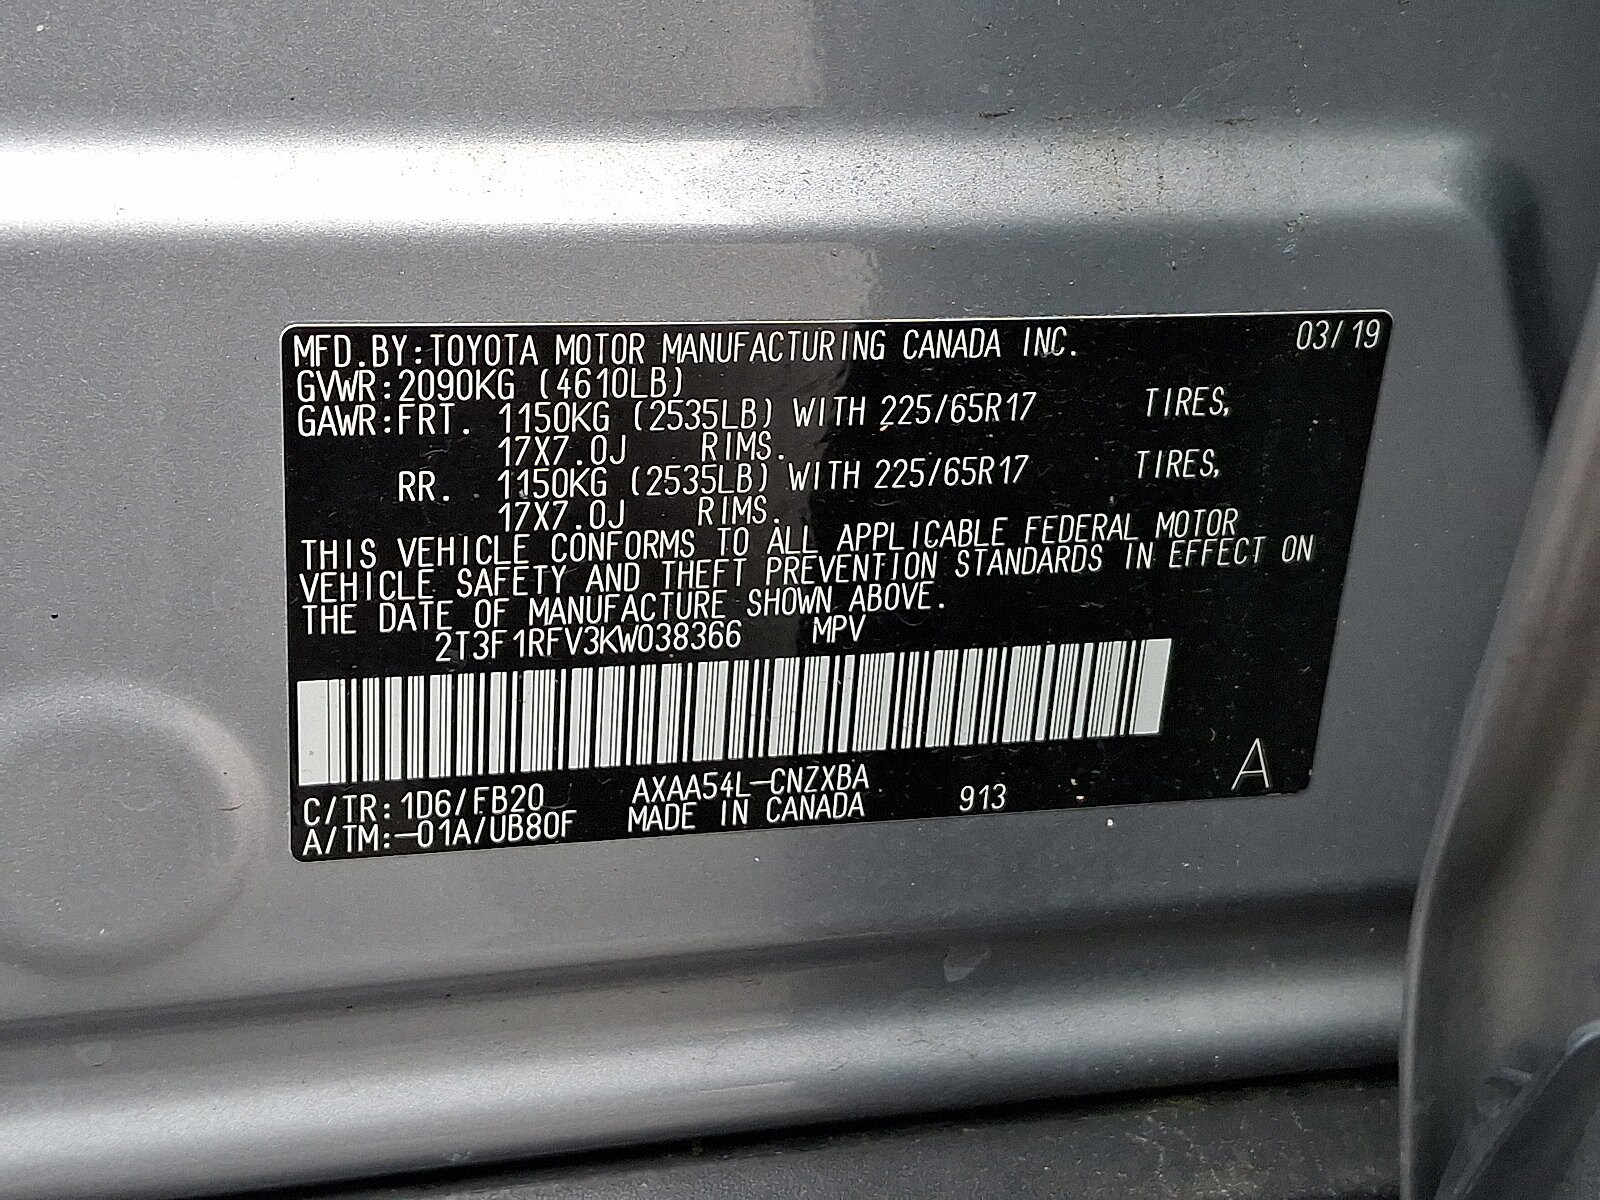 MFD.BY:TOYOTA MOTOR MANUFACTURING CANADA INC. 03/19
GVWR:2090KG (4610LB)
GAWR:FRT. 1150KG (2535LB) WITH 225/65R17 TIRES,
17X7.0J RIMS.
RR. 1150KG (2535LB) WITH 225/65R17 TIRES,
17X7.0J RIMS.
THIS VEHICLE CONFORMS TO ALL APPLICABLE FEDERAL MOTOR
VEHICLE SAFETY AND THEFT PREVENTION STANDARDS IN EFFECT ON
THE DATE OF MANUFACTURE SHOWN ABOVE.
2T3F1RFV3KW038366 MPV
C/TR:1D6/FB20 AXAA54L-CNZXBA
A/TM:-01A/UB80F MADE IN CANADA 913
A